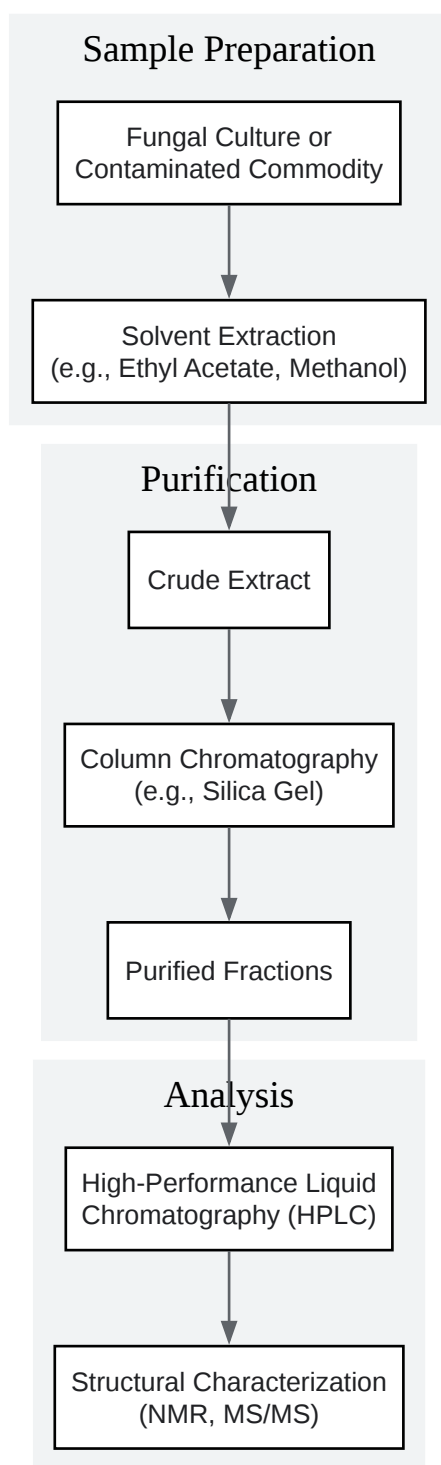 Sample Preparation
Fungal Culture or
Contaminated Commodity
Solvent Extraction
(e.g., Ethyl Acetate, Methanol)
Purification
Crude Extract
Column Chromatography
(e.g., Silica Gel)
Purified Fractions
Analysis
High-Performance Liquid
Chromatography (HPLC)
Structural Characterization
(NMR, MS/MS)